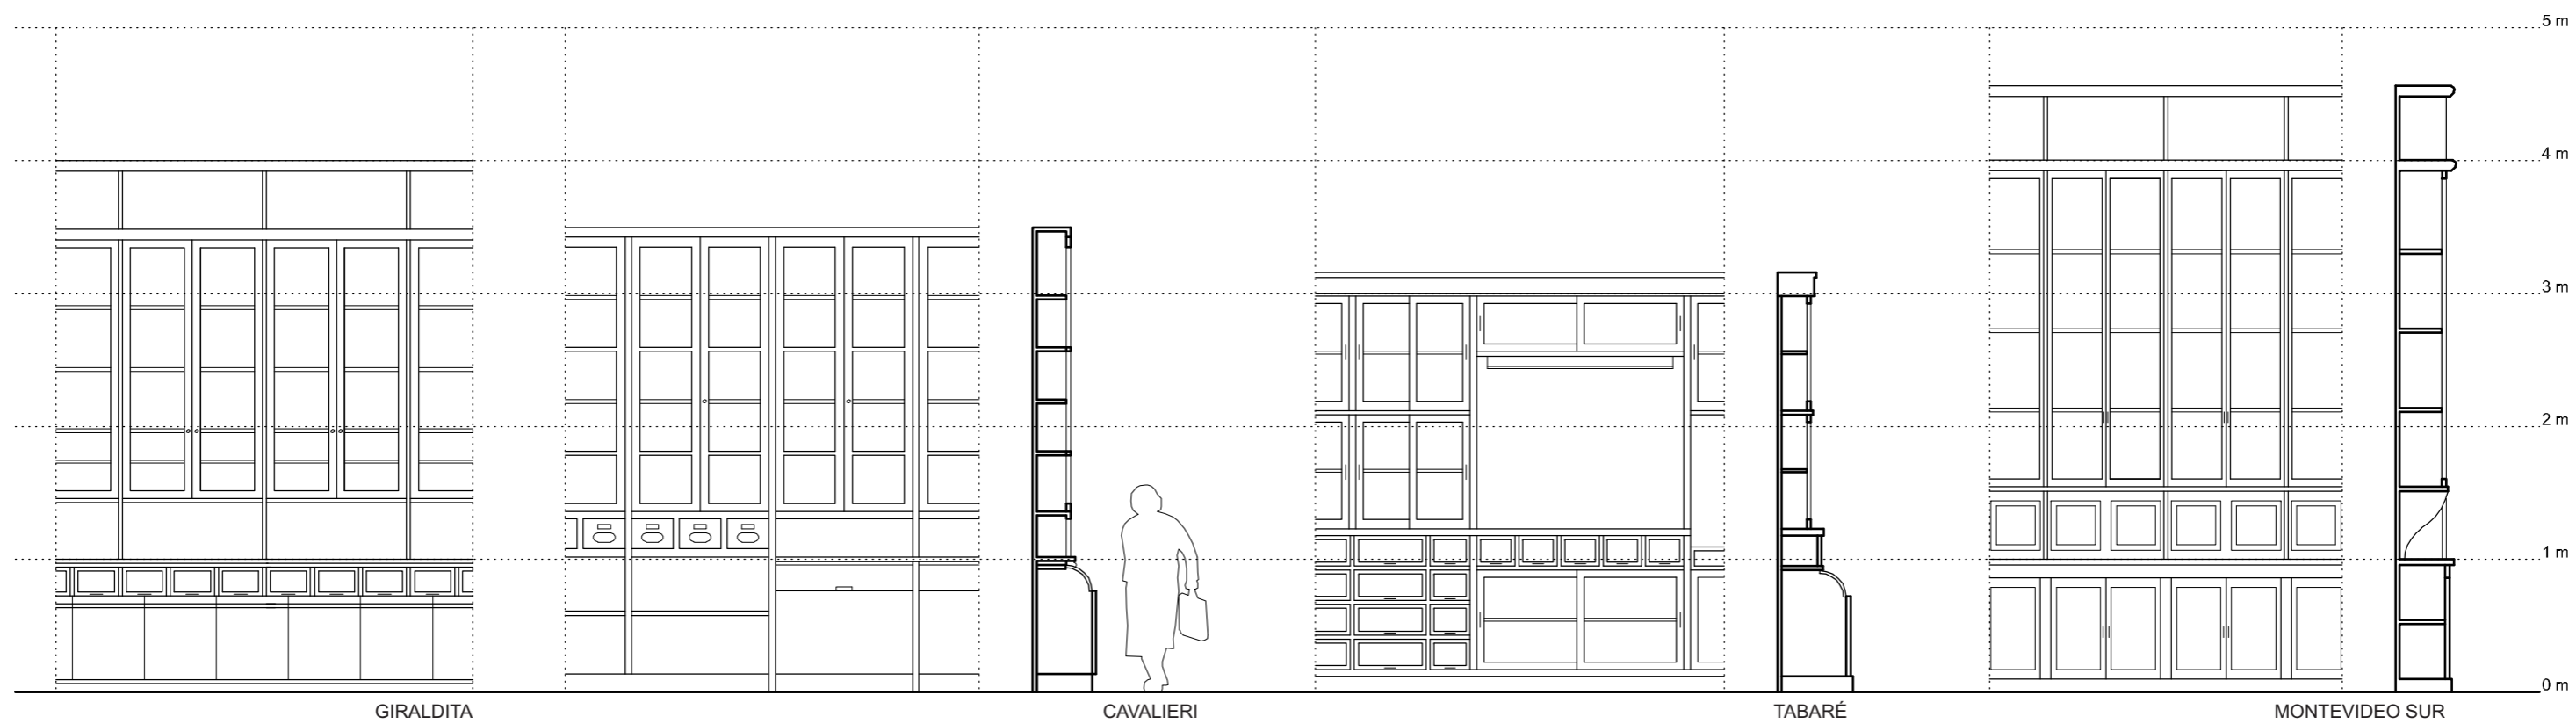 5 m
4 m
3 m
2 m
1 m
0 m
GIRALDITA
CAVALIERI
TABARÉ
MONTEVIDEO SUR